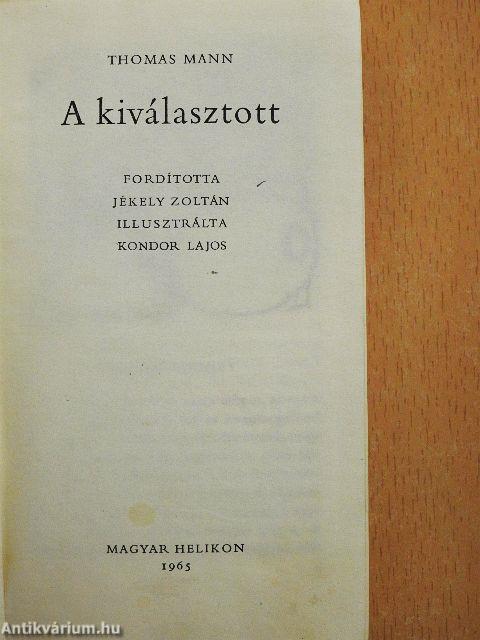 THOMAS MANN
A kiválasztott
FORDÍTOTTA
JÉKELY ZOLTÁN
ILLUSZTRÁLTA
KONDOR LAJOS
MAGYAR HELIKON
1965
Antikvárium.hu